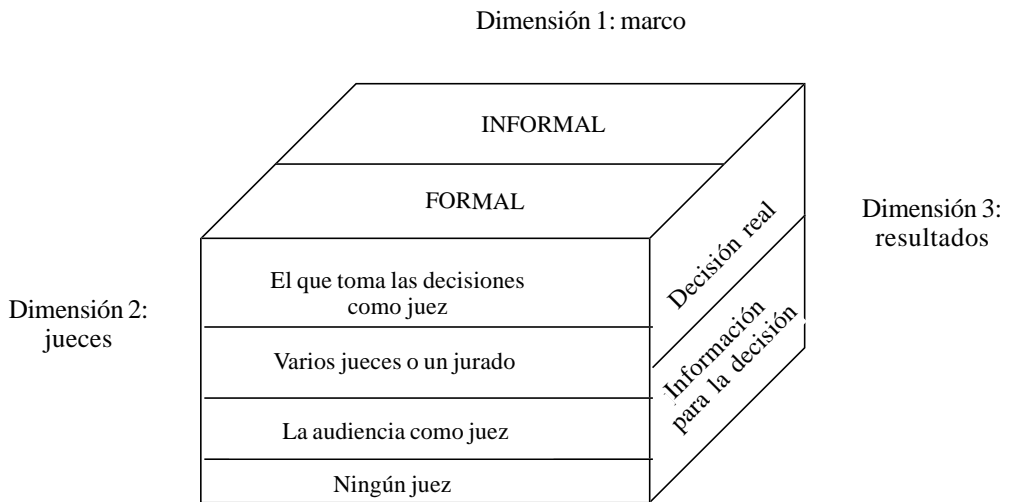 Dimensión 1: marco
INFORMAL
FORMAL
Dimensión 2:
jueces
El que toma las decisiones
como juez
Varios jueces o un jurado
La audiencia como juez
Ningún juez
Decisión real
Información
para la decisión
Dimensión 3:
resultados